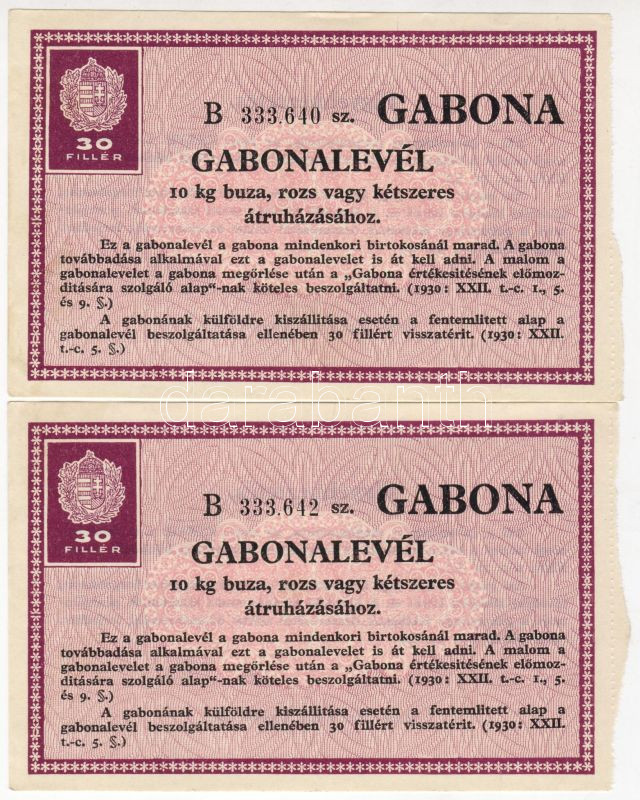 30
FILLÉR
B 333.640 sz. GABONA
GABONALEVÉL
10 kg buza, rozs vagy kétszeres
átruházásához.
Ez a gabonalevél a gabona mindenkori birtokosánál marad. A gabona
továbbadása alkalmával ezt a gabonalevelet is át kell adni. A malom a
gabonalevelet a gabona megőrlése után a „Gabona értékesitésének előmoz-
ditására szolgáló alap“-nak köteles beszolgáltatni. (1930: XXII. t.-c. 1., 5.
és 9. §.)
A gabonának külföldre kiszállitása esetén a fentemlitett alap a
gabonalevél beszolgáltatása ellenében 30 fillért visszatérit. (1930: XXII.
t.-c. 5. §.)
darabanth
30
FILLÉR
B 333.642 sz. GABONA
GABONALEVÉL
10 kg buza, rozs vagy kétszeres
átruházásához.
Ez a gabonalevél a gabona mindenkori birtokosánál marad. A gabona
továbbadása alkalmával ezt a gabonalevelet is át kell adni. A malom a
gabonalevelet a gabona megőrlése után a „Gabona értékesitésének előmoz-
ditására szolgáló alap“-nak köteles beszolgáltatni. (1930: XXII. t.-c. 1., 5.
és 9. §.)
A gabonának külföldre kiszállitása esetén a fentemlitett alap a
gabonalevél beszolgáltatása ellenében 30 fillért visszatérit. (1930: XXII.
t.-c. 5. §.)